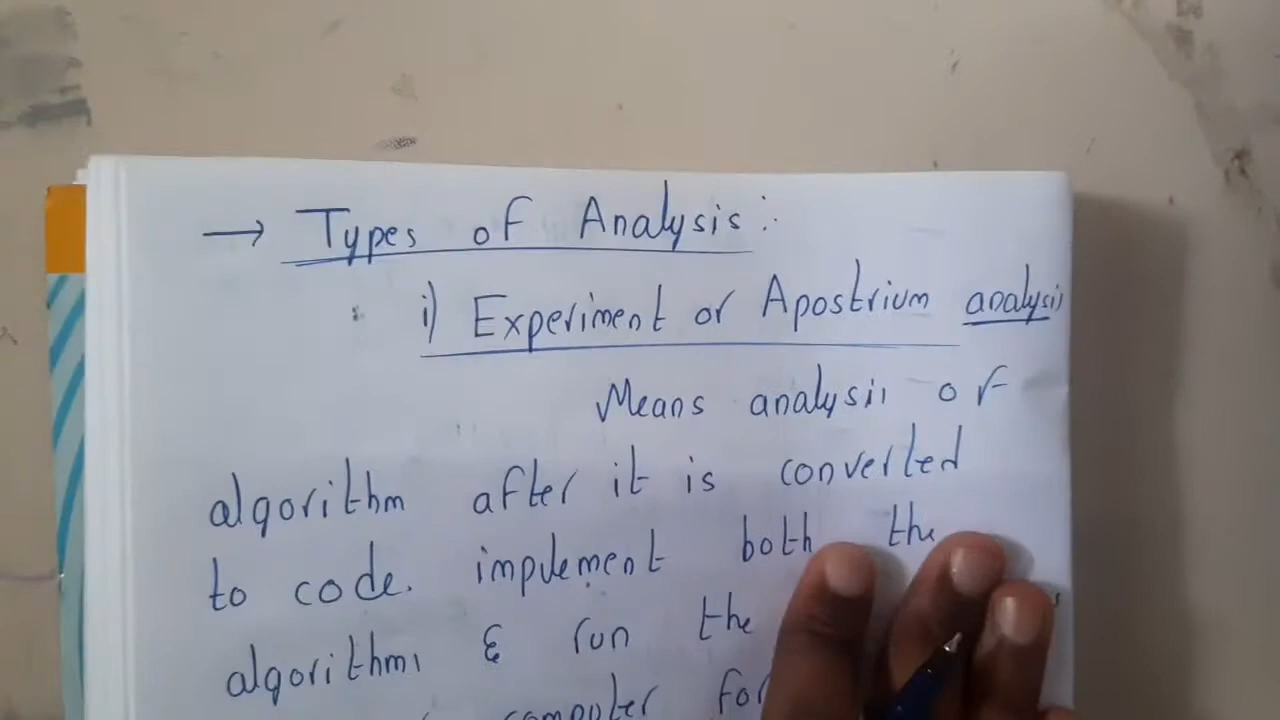 → Types of Analysis:
i) Experiment or Apostrium analysis
Means analysis of
algorithm after it is converted
to code. implement both the
algorithms & run the
computer for